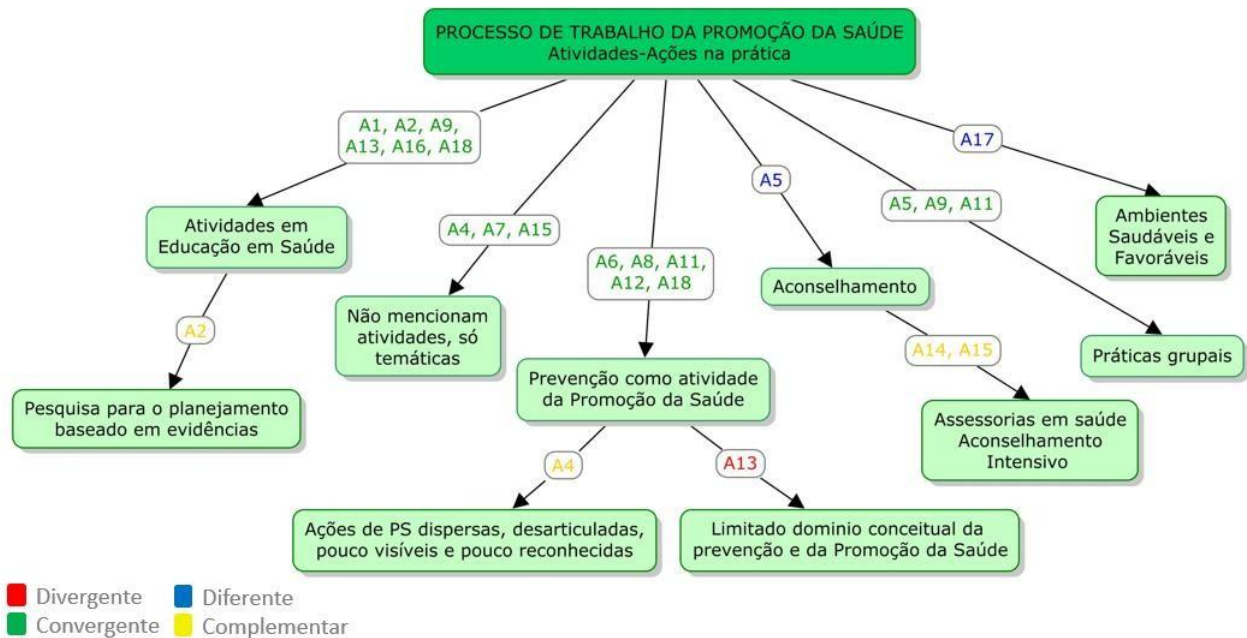 PROCESSO DE TRABALHO DA PROMOÇÃO DA SAÚDE
Atividades-Ações na prática
A1, A2, A9,
A13, A16, A18
A4, A7, A15
A6, A8, A11,
A12, A18
A5
A5, A9, A11
A17
Atividades em
Educação em Saúde
Não mencionam
atividades, só
temáticas
Prevenção como atividade
da Promoção da Saúde
Aconselhamento
Práticas grupais
Ambientes
Saudáveis e
Favoráveis
A2
Pesquisa para o planejamento
baseado em evidências
A4
Ações de PS dispersas, desarticuladas,
pouco visíveis e pouco reconhecidas
A13
Limitado dominio conceitual da
prevenção e da Promoção da Saúde
A14, A15
Assessorias em saúde
Aconselhamento
Intensivo
Divergente
Diferente
Convergente
Complementar